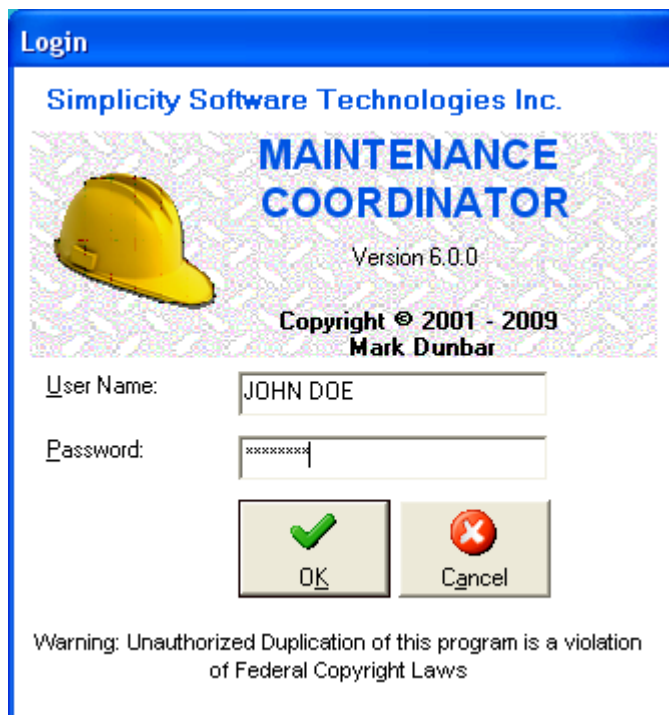 Login
Simplicity Software Technologies Inc.
MAINTENANCE
COORDINATOR
Version 6.0.0
Copyright © 2001 - 2009
Mark Dunbar
User Name:
JOHN DOE
Password:
********
OK
Cancel
Warning: Unauthorized Duplication of this program is a violation
of Federal Copyright Laws